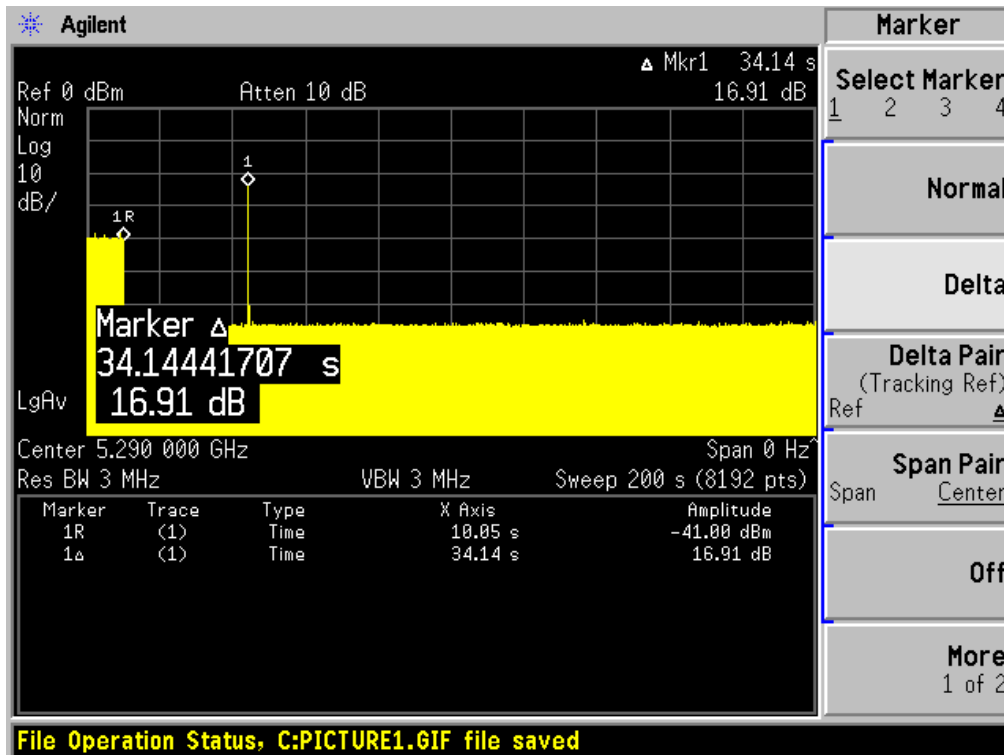 Agilent
Marker
Δ Mkr1 34.14 s
Ref 0 dBm Atten 10 dB 16.91 dB
Norm
Log
10
dB/
1R
1
Marker Δ
34.14441707 s
16.91 dB
LgAv
Center 5.290 000 GHz Span 0 Hz^
Res BW 3 MHz VBW 3 MHz Sweep 200 s (8192 pts)
Marker Trace Type X Axis Amplitude
1R (1) Time 10.05 s -41.00 dBm
1Δ (1) Time 34.14 s 16.91 dB
Select Marker
1 2 3 4
Normal
Delta
Delta Pair
(Tracking Ref)
Ref Δ
Span Pair
Span Center
Off
More
1 of 2
File Operation Status, C:PICTURE1.GIF file saved